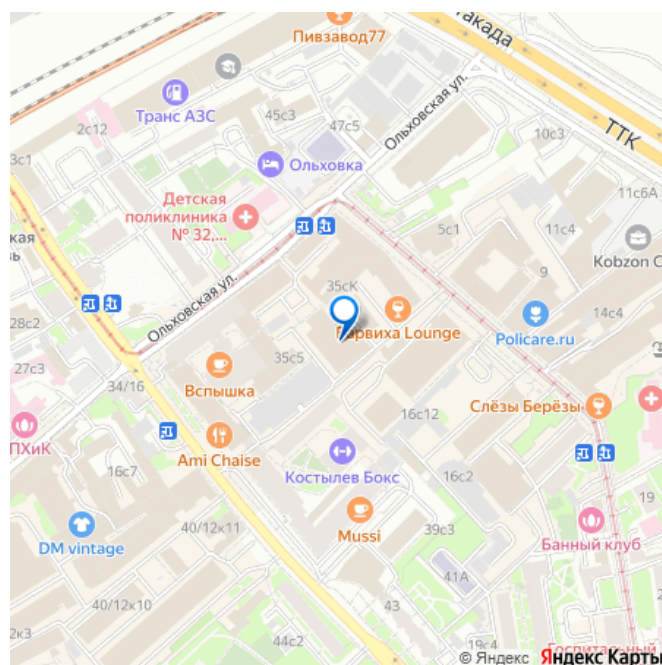 Пивзавод77
Транс АЗС
2с12
45с3
47с5
Ольховская ул.
10с3
ТТК
3с1
Ольховка
Детская
поликлиника
№ 32,...
11с6А
5с1
11с4
Kobzon C
9
35сК
Ольховская ул.
28с2
14с4
Policare.ru
Вспышка
35с5
27с3
34/16
16с12
Слёзы Берёзы
ПХиК
Ami Chaise
16с7
Костылев Бокс
16с2
DM vintage
40/12к11
Mussi
39с3
19
Банный клуб
41А
40/12к10
43
44с2
19с4
© Яндекс Яндекс Карты